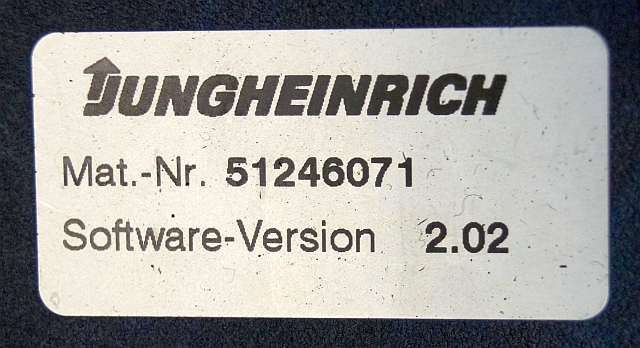 JUNGHEINRICH
Mat.-Nr. 51246071
Software-Version 2.02